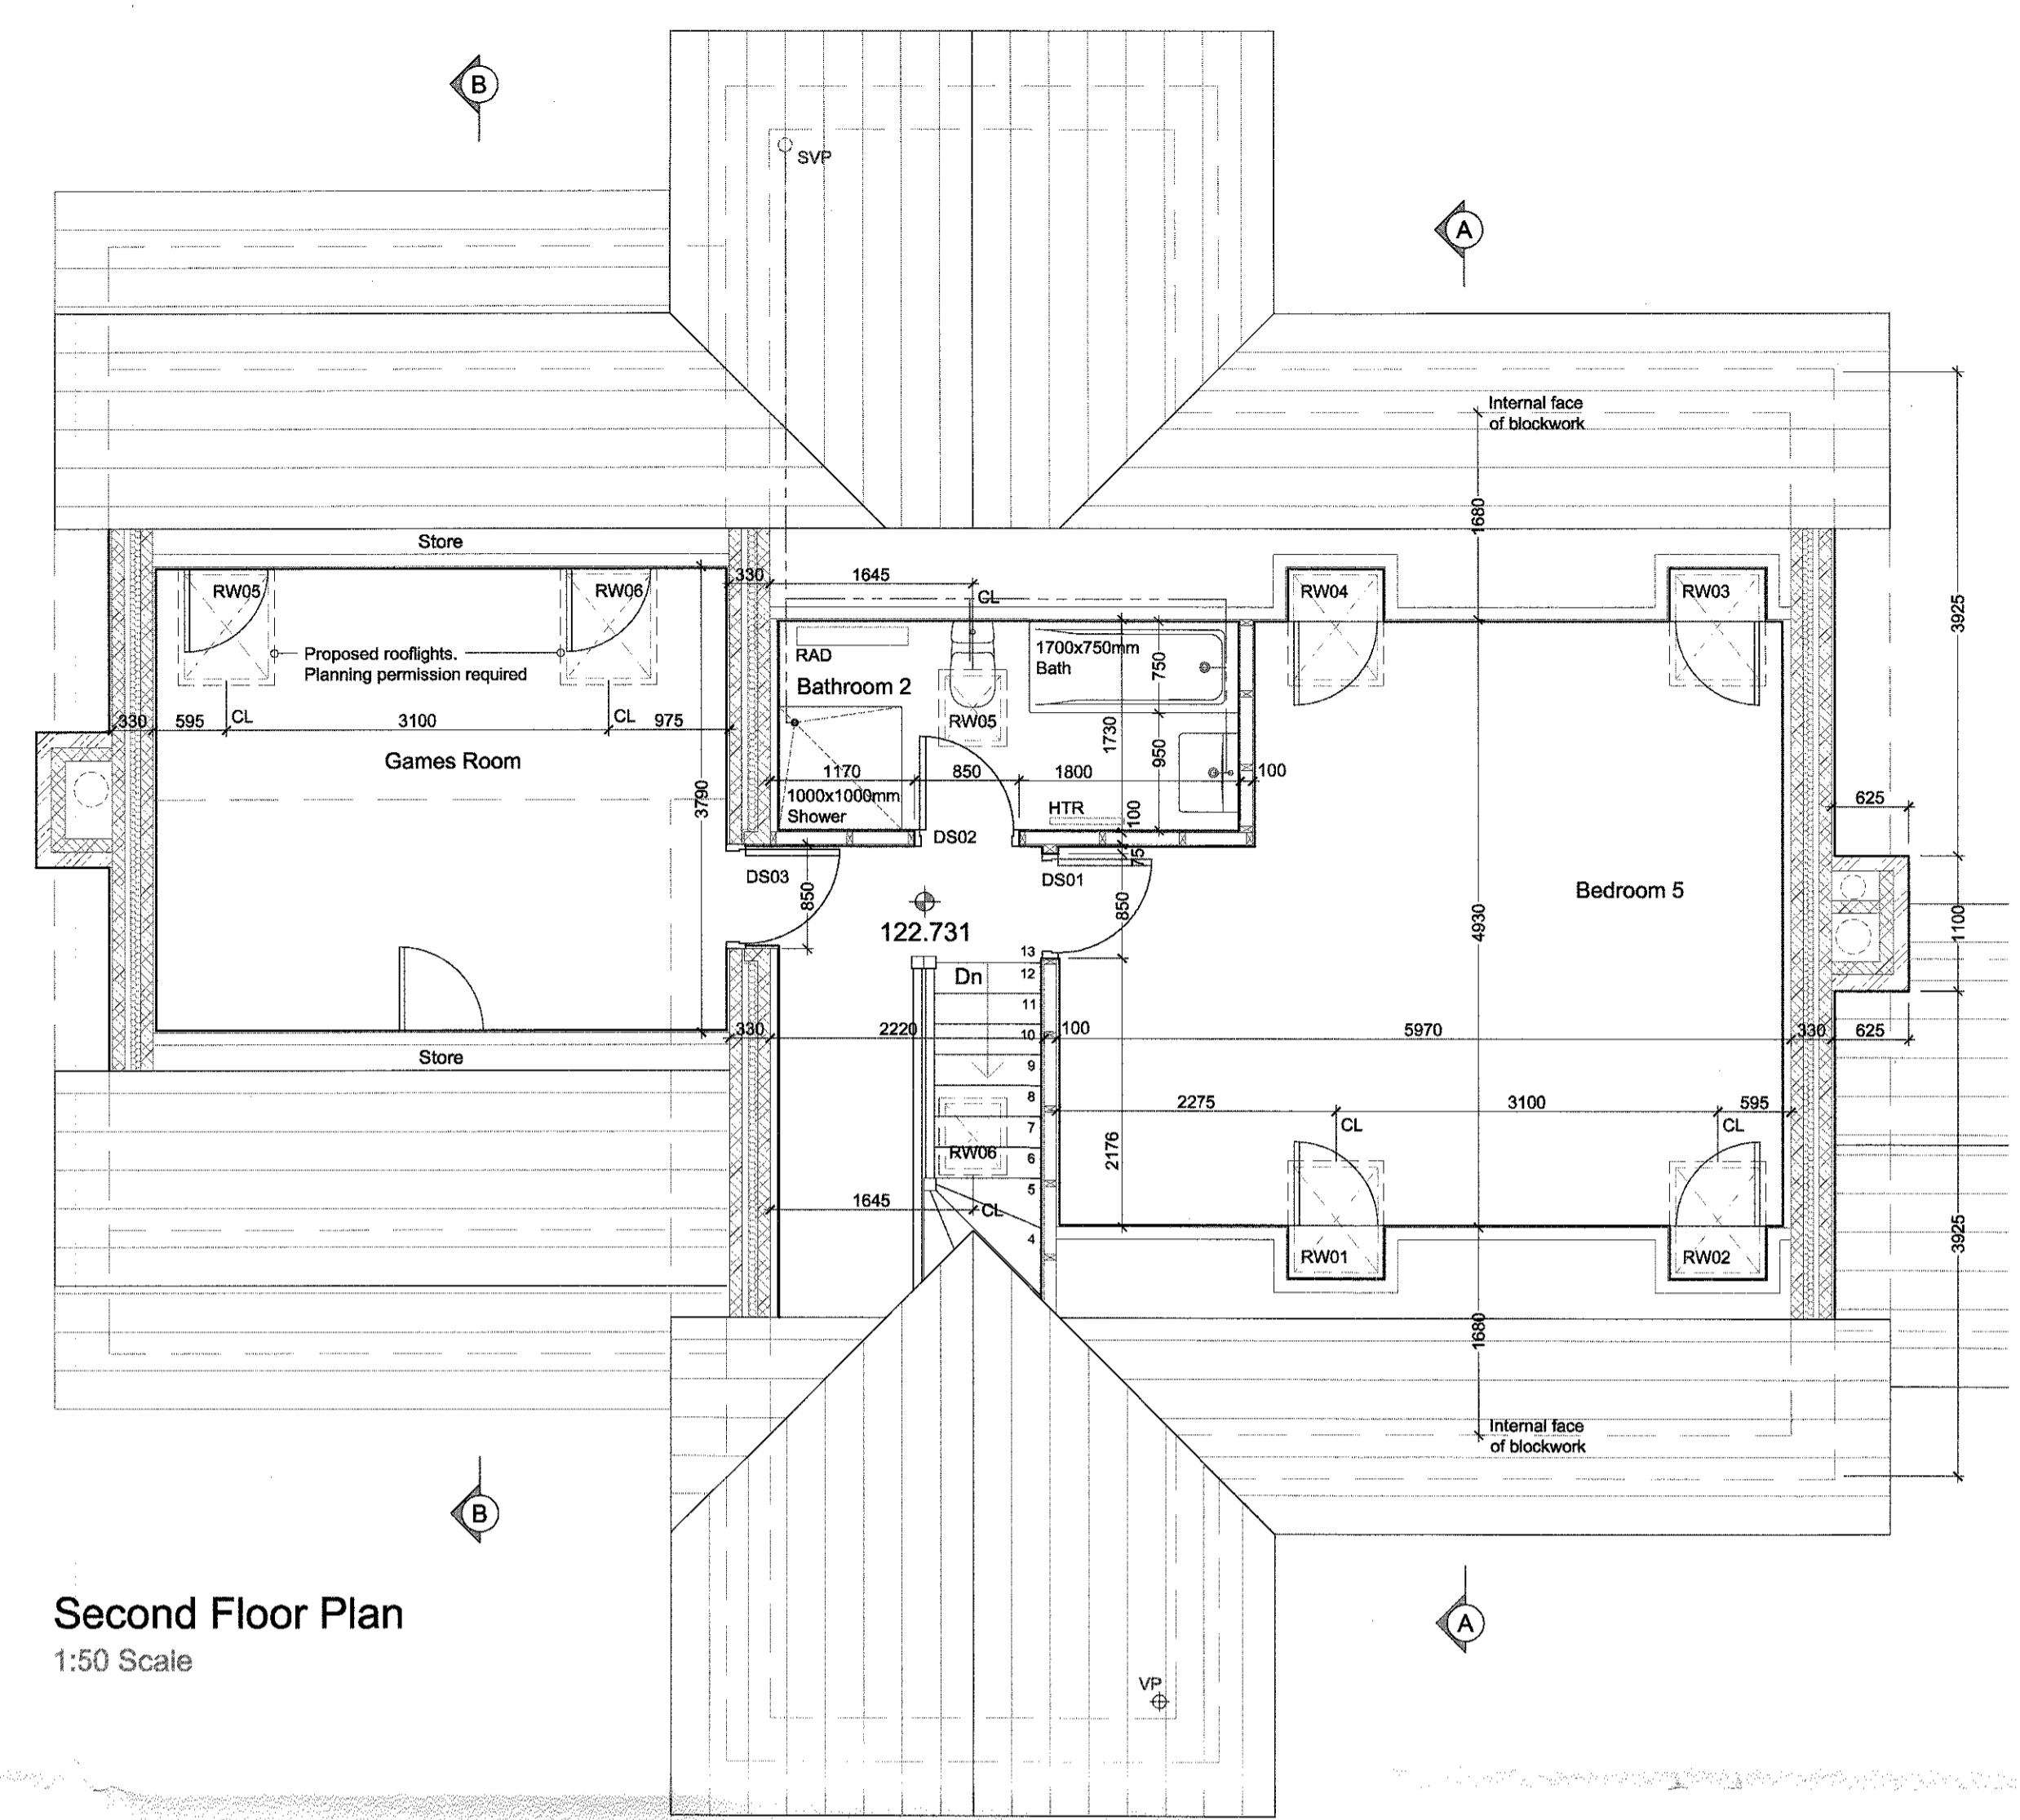 B
SVP
A
Internal face
of blockwork
1680
3925
Store
330
1645
CL
RW05
RW06
RW04
RW03
Proposed rooflights.
Planning permission required
RAD
Bathroom 2
1700x750mm
Bath
750
1730
950
RW05
330
595
CL
3100
CL
975
Games Room
3790
1170
850
1800
100
1000x1000mm
Shower
HTR
100
DS02
75
625
DS03
850
DS01
850
122.731
Bedroom 5
4930
1100
13
Dn
12
11
10
9
8
7
6
5
4
330
2220
100
5970
330
625
Store
2275
3100
595
CL
CL
2176
RW06
1645
CL
RW01
RW02
3925
1680
Internal face
of blockwork
B
A
Second Floor Plan
1:50 Scale
VP